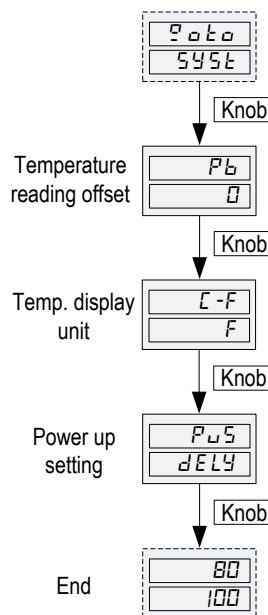 goto
SYSt
Knob
Temperature
reading offset
Pb
0
Knob
Temp. display
unit
C-F
F
Knob
Power up
setting
PuS
dELY
Knob
End
80
100